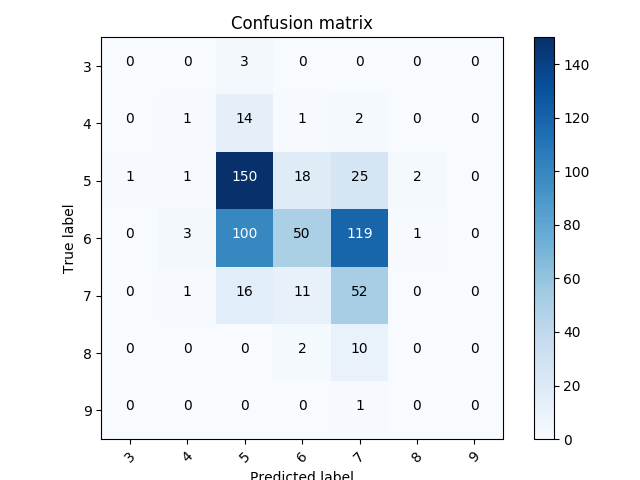 Confusion matrix
3 0 0 3 0 0 0 0
4 0 1 14 1 2 0 0
5 1 1 150 18 25 2 0
6 0 3 100 50 119 1 0
7 0 1 16 11 52 0 0
8 0 0 0 2 10 0 0
9 0 0 0 0 1 0 0
3 4 5 6 7 8 9
True label
Predicted label
140
120
100
80
60
40
20
0